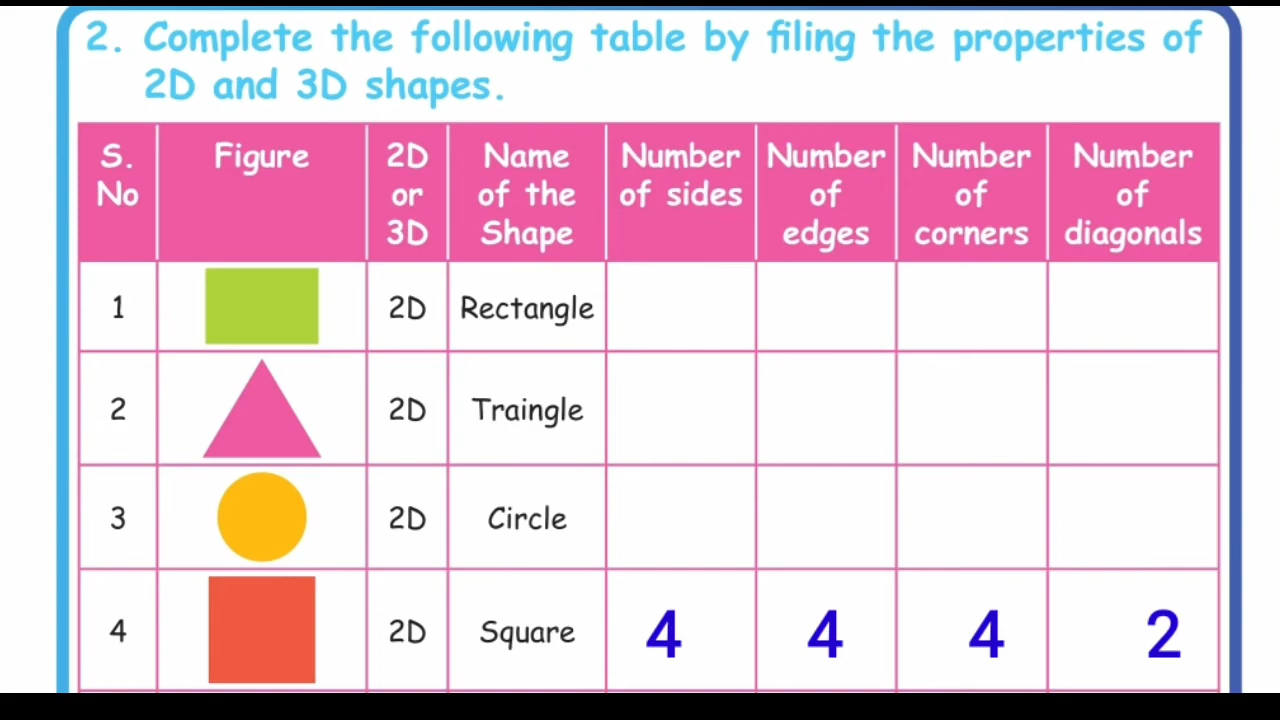 2. Complete the following table by filing the properties of
2D and 3D shapes.
S. No Figure 2D or 3D Name of the Shape Number of sides Number of edges Number of corners Number of diagonals
1 2D Rectangle
2 2D Traingle
3 2D Circle
4 2D Square 4 4 4 2